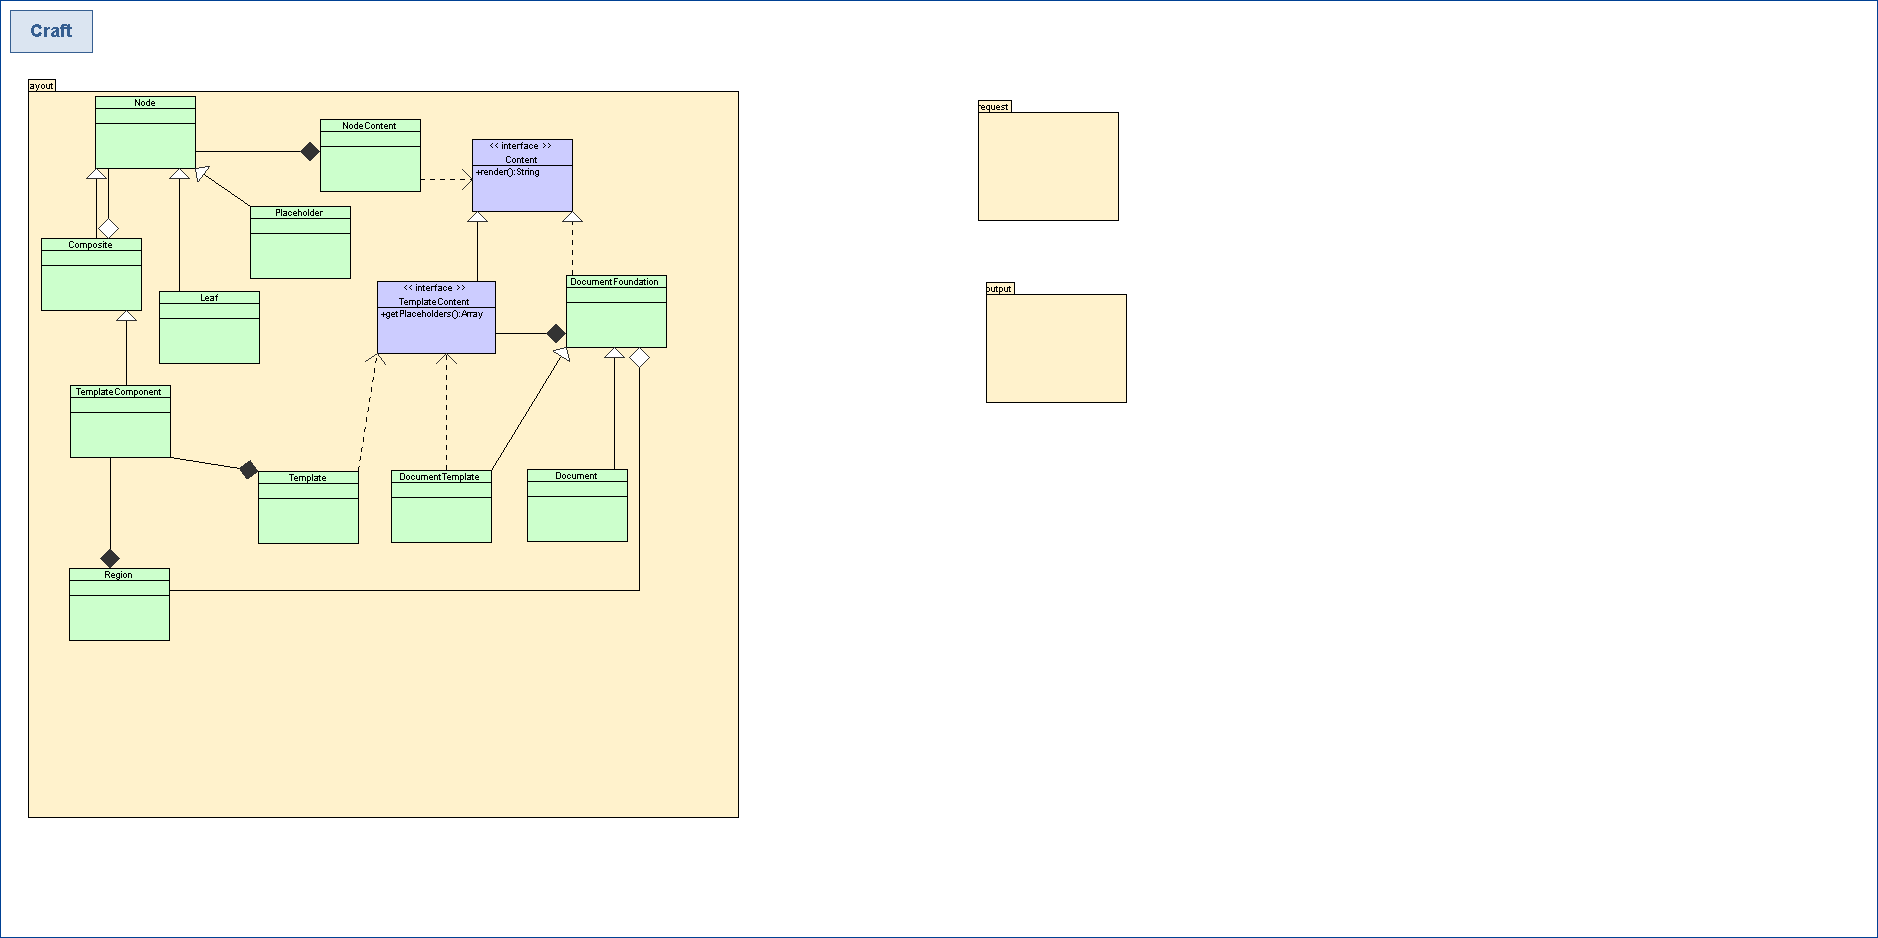 Craft
ayout
Node
NodeContent
<< interface >>
Content
+render():String
request
Placeholder
Composite
Leaf
<< interface >>
TemplateContent
+getPlaceholders():Array
DocumentFoundation
output
TemplateComponent
Template
DocumentTemplate
Document
Region